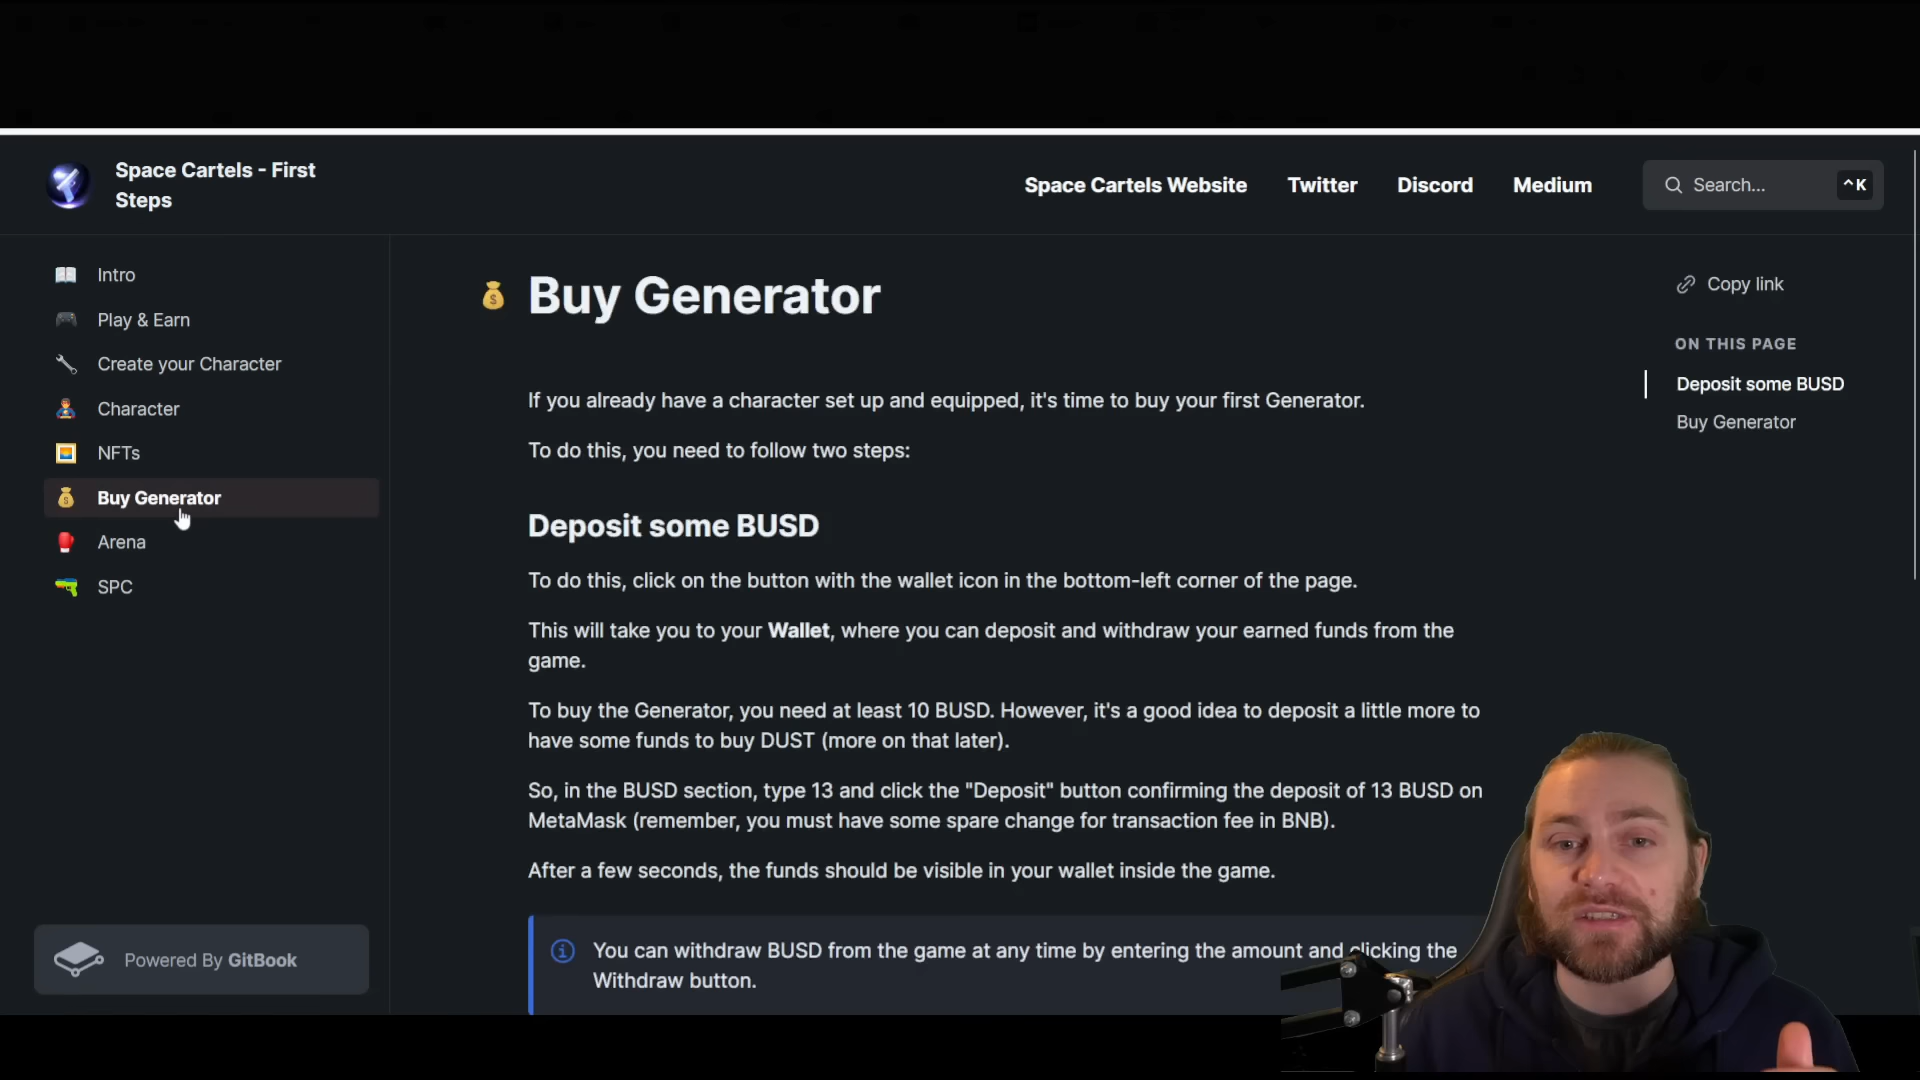 Space Cartels - First
Steps
Space Cartels Website
Twitter
Discord
Medium
Search...
^K
Intro
Play & Earn
Create your Character
Character
NFTs
Buy Generator
Arena
SPC
Powered By GitBook
Buy Generator
If you already have a character set up and equipped, it's time to buy your first Generator.
To do this, you need to follow two steps:
Deposit some BUSD
To do this, click on the button with the wallet icon in the bottom-left corner of the page.
This will take you to your Wallet, where you can deposit and withdraw your earned funds from the
game.
To buy the Generator, you need at least 10 BUSD. However, it's a good idea to deposit a little more to
have some funds to buy DUST (more on that later).
So, in the BUSD section, type 13 and click the "Deposit" button confirming the deposit of 13 BUSD on
MetaMask (remember, you must have some spare change for transaction fee in BNB).
After a few seconds, the funds should be visible in your wallet inside the game.
You can withdraw BUSD from the game at any time by entering the amount and clicking the
Withdraw button.
Copy link
ON THIS PAGE
Deposit some BUSD
Buy Generator